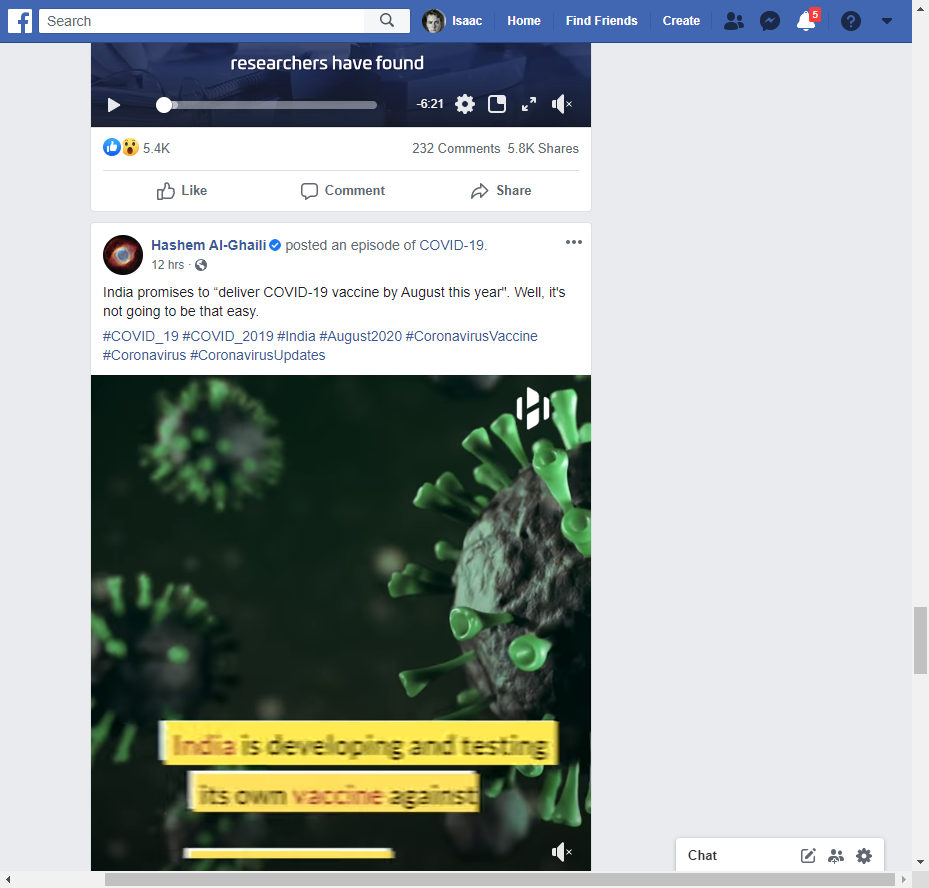 Search
Isaac
Home
Find Friends
Create
5
researchers have found
-6:21
5.4K
232 Comments 5.8K Shares
Like
Comment
Share
Hashem Al-Ghaili posted an episode of COVID-19.
12 hrs ·
India promises to “deliver COVID-19 vaccine by August this year". Well, it's
not going to be that easy.
#COVID_19 #COVID_2019 #India #August2020 #CoronavirusVaccine
#Coronavirus #CoronavirusUpdates
India is developing and testing
its own vaccine against
Chat